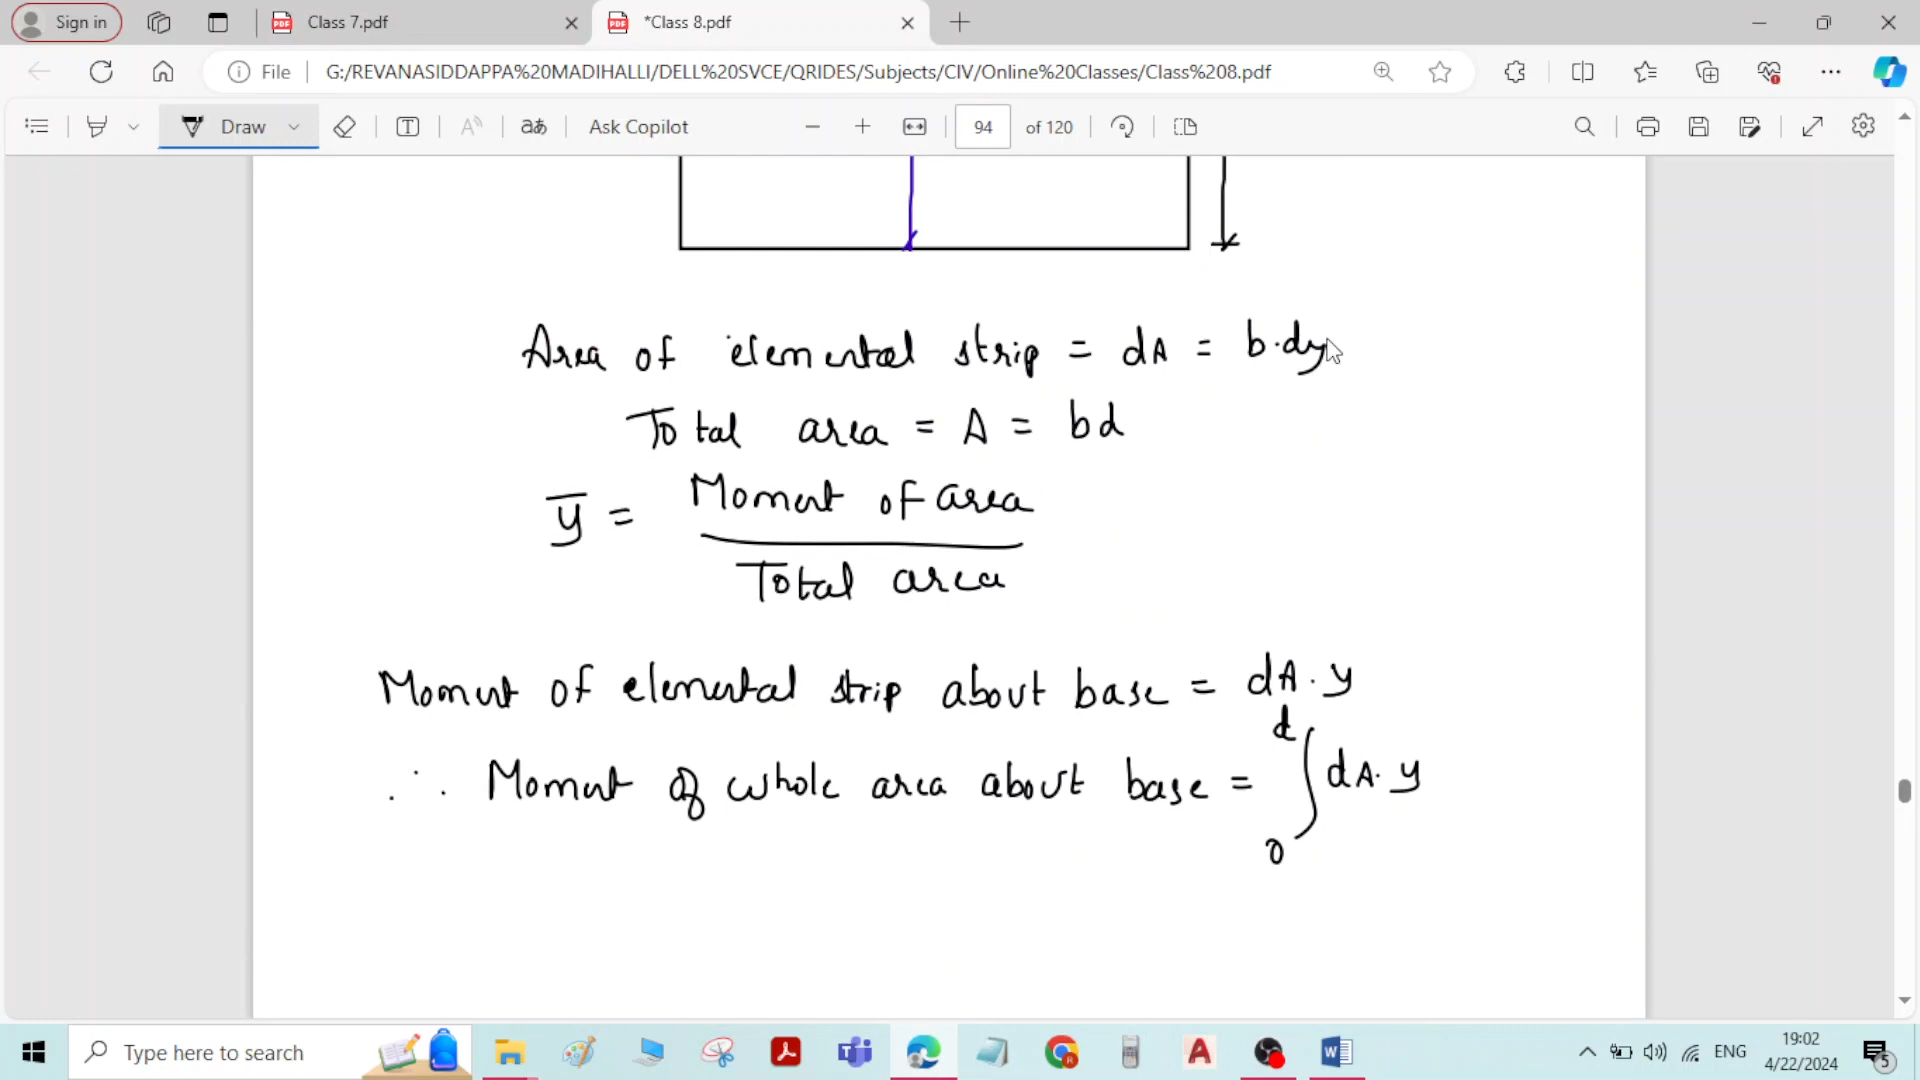 Sign in
Class 7.pdf
*Class 8.pdf
File
G:/REVANASIDDAPPA%20MADIHALLI/DELL%20SVCE/QRIDES/Subjects/CIV/Online%20Classes/Class%208.pdf
Draw
aあ
Ask Copilot
94
of 120
Area of elemental strip = dA = b.dy
Total area = A = bd
y̅ = Moment of area
Total area
Moment of elemental strip about base = dA.y
∴ Moment of whole area about base = ∫₀ᵈ dA.y
Type here to search
ENG
19:02
4/22/2024
5